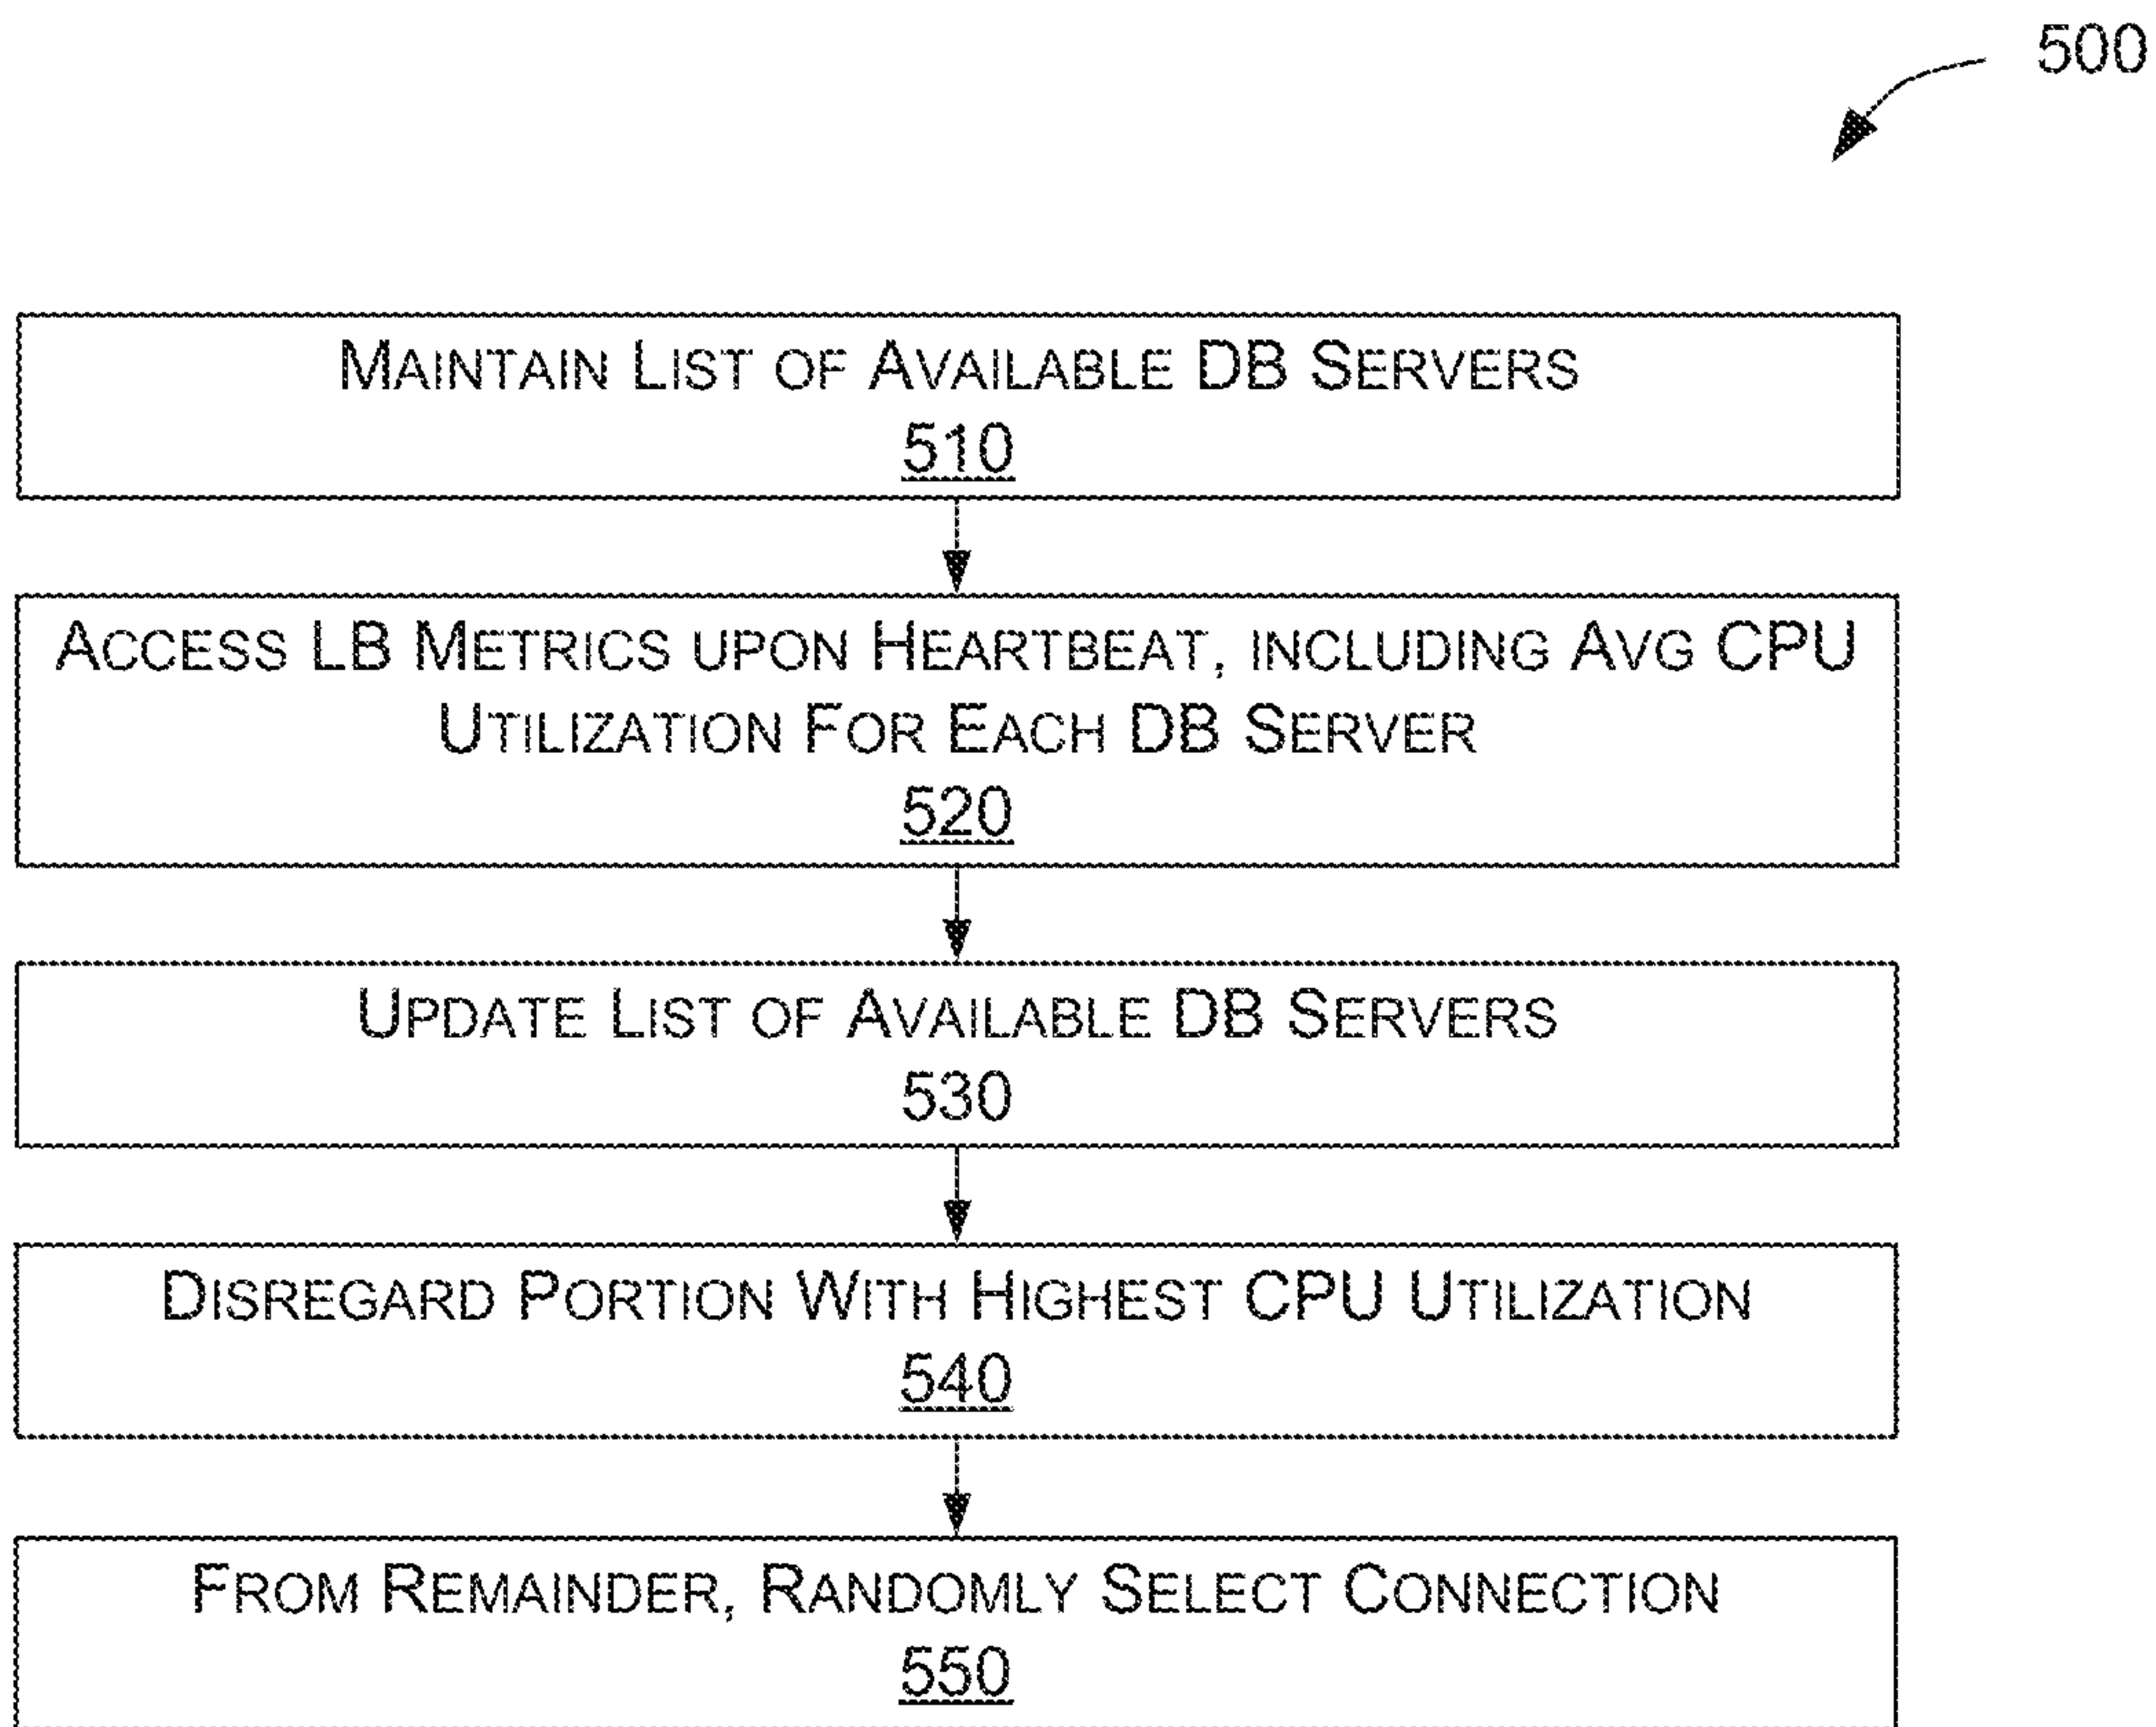 500
Maintain List of Available DB Servers
510
Access LB Metrics upon Heartbeat, including Avg CPU
Utilization For Each DB Server
520
Update List of Available DB Servers
530
Disregard Portion With Highest CPU Utilization
540
From Remainder, Randomly Select Connection
550